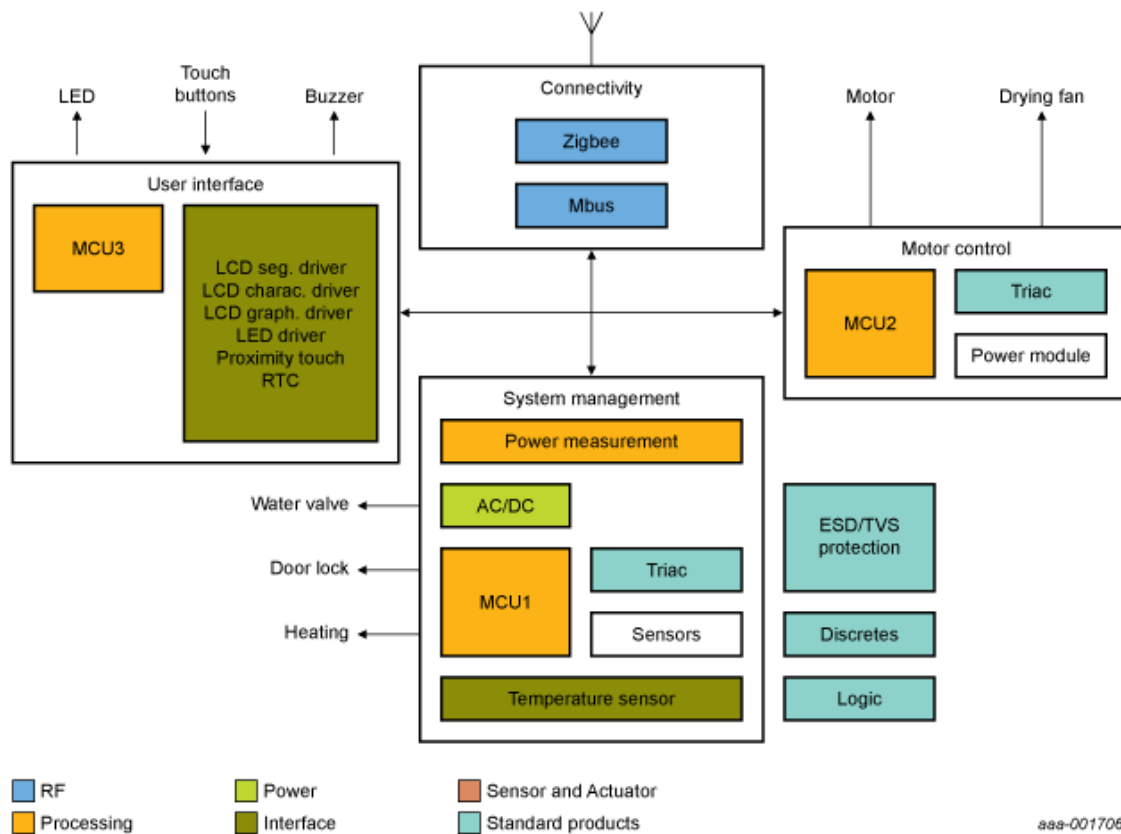 LED
Touch
buttons
Buzzer
User interface
MCU3
LCD seg. driver
LCD charac. driver
LCD graph. driver
LED driver
Proximity touch
RTC
Connectivity
Zigbee
Mbus
Motor
Drying fan
Motor control
MCU2
Triac
Power module
System management
Power measurement
Water valve
AC/DC
Door lock
MCU1
Triac
Heating
Sensors
Temperature sensor
ESD/TVS
protection
Discretes
Logic
RF
Power
Sensor and Actuator
Processing
Interface
Standard products
aaa-001706